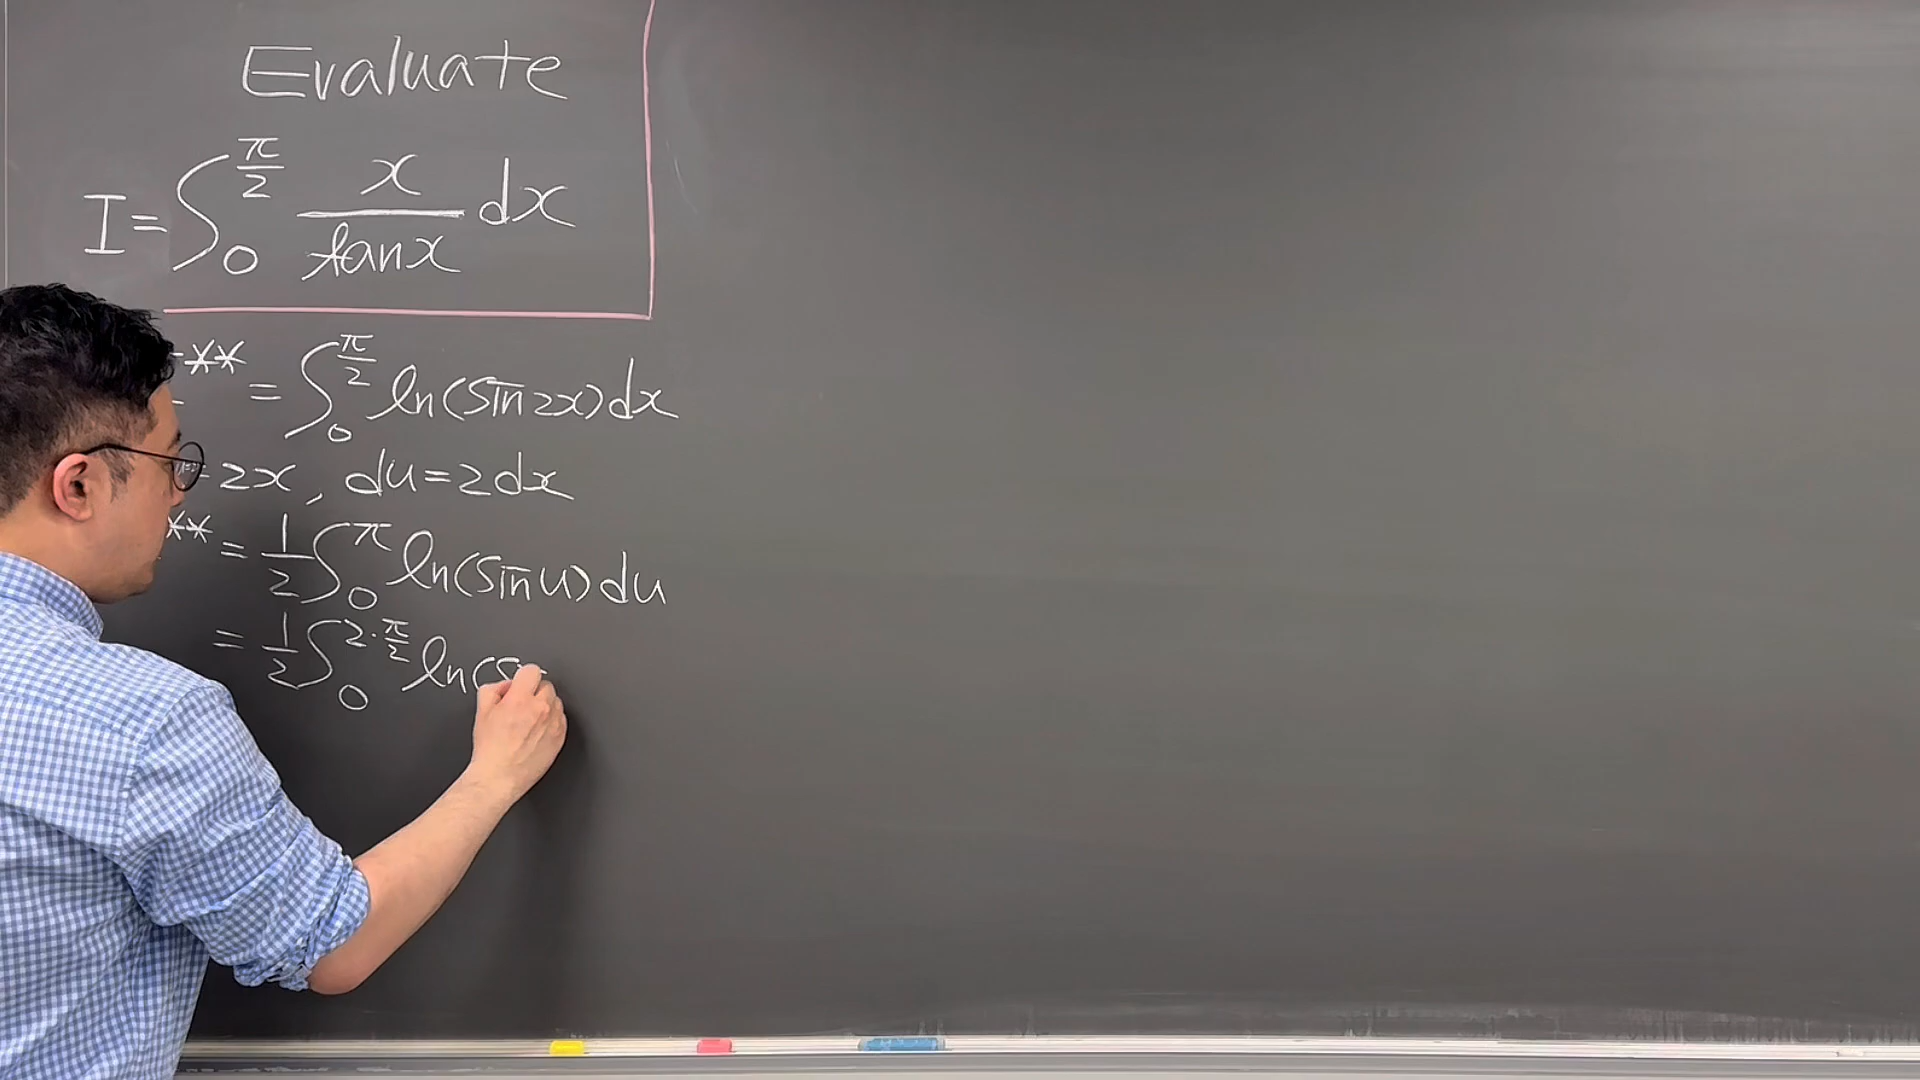 Evaluate
I = ∫₀^{π/2} x/tanx dx
** = ∫₀^{π/2} ln(sin2x)dx
= 2x, du = 2dx
** = 1/2 ∫₀^{π} ln(sinu)du
= 1/2 ∫₀^{2·π/2} ln(s